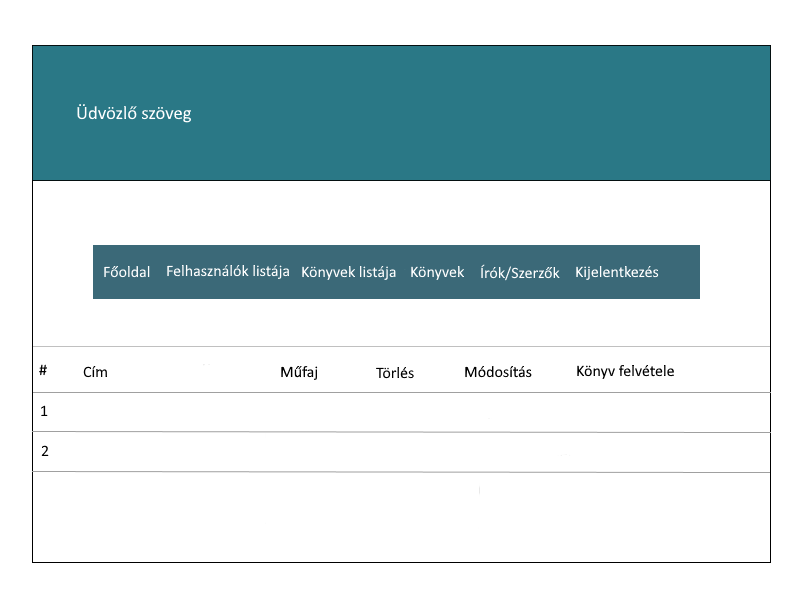 Üdvözlő szöveg
Főoldal Felhasználók listája Könyvek listája Könyvek Írók/Szerzők Kijelentkezés
# Cím Műfaj Törlés Módosítás Könyv felvétele
1
2